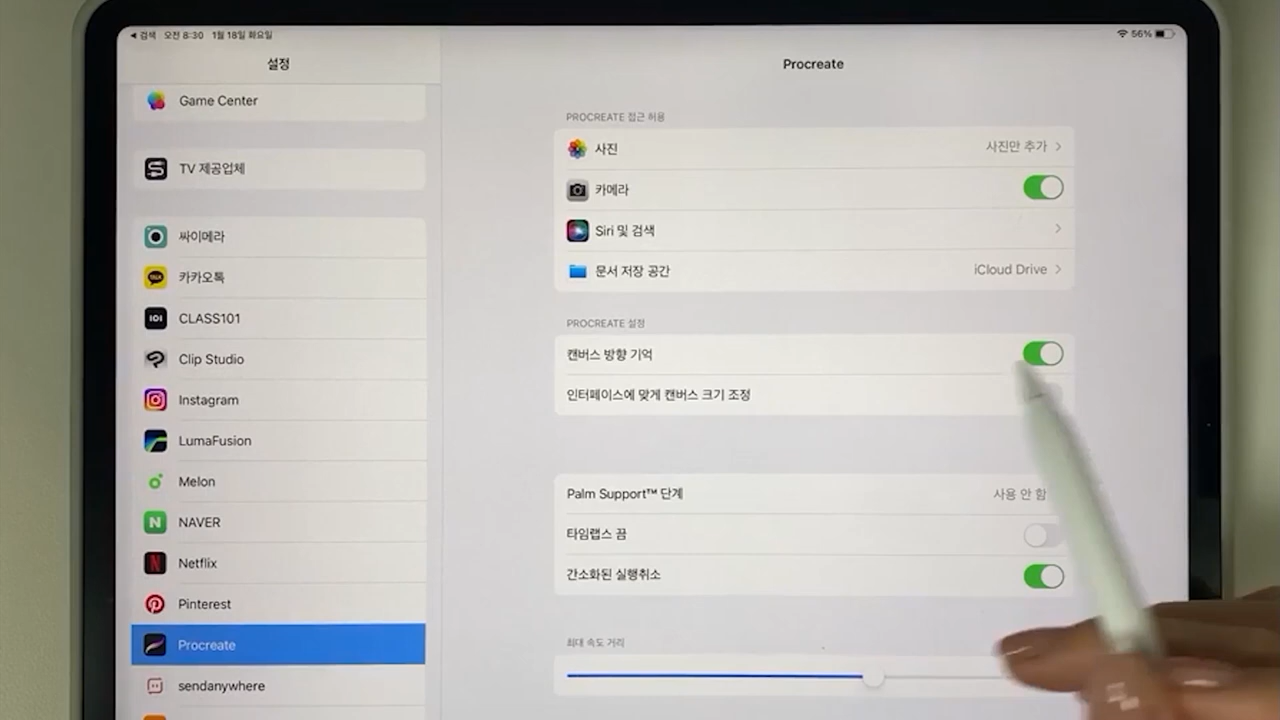 ◀ 검색 오전 8:30 1월 18일 화요일
56%
설정
Game Center
TV 제공업체
싸이메라
카카오톡
CLASS101
Clip Studio
Instagram
LumaFusion
Melon
NAVER
Netflix
Pinterest
Procreate
sendanywhere
Procreate
PROCREATE 접근 허용
사진 사진만 추가
카메라
Siri 및 검색
문서 저장 공간 iCloud Drive
PROCREATE 설정
캔버스 방향 기억
인터페이스에 맞게 캔버스 크기 조정
Palm Support™ 단계 사용 안 함
타임랩스 끔
간소화된 실행취소
최대 속도 거리